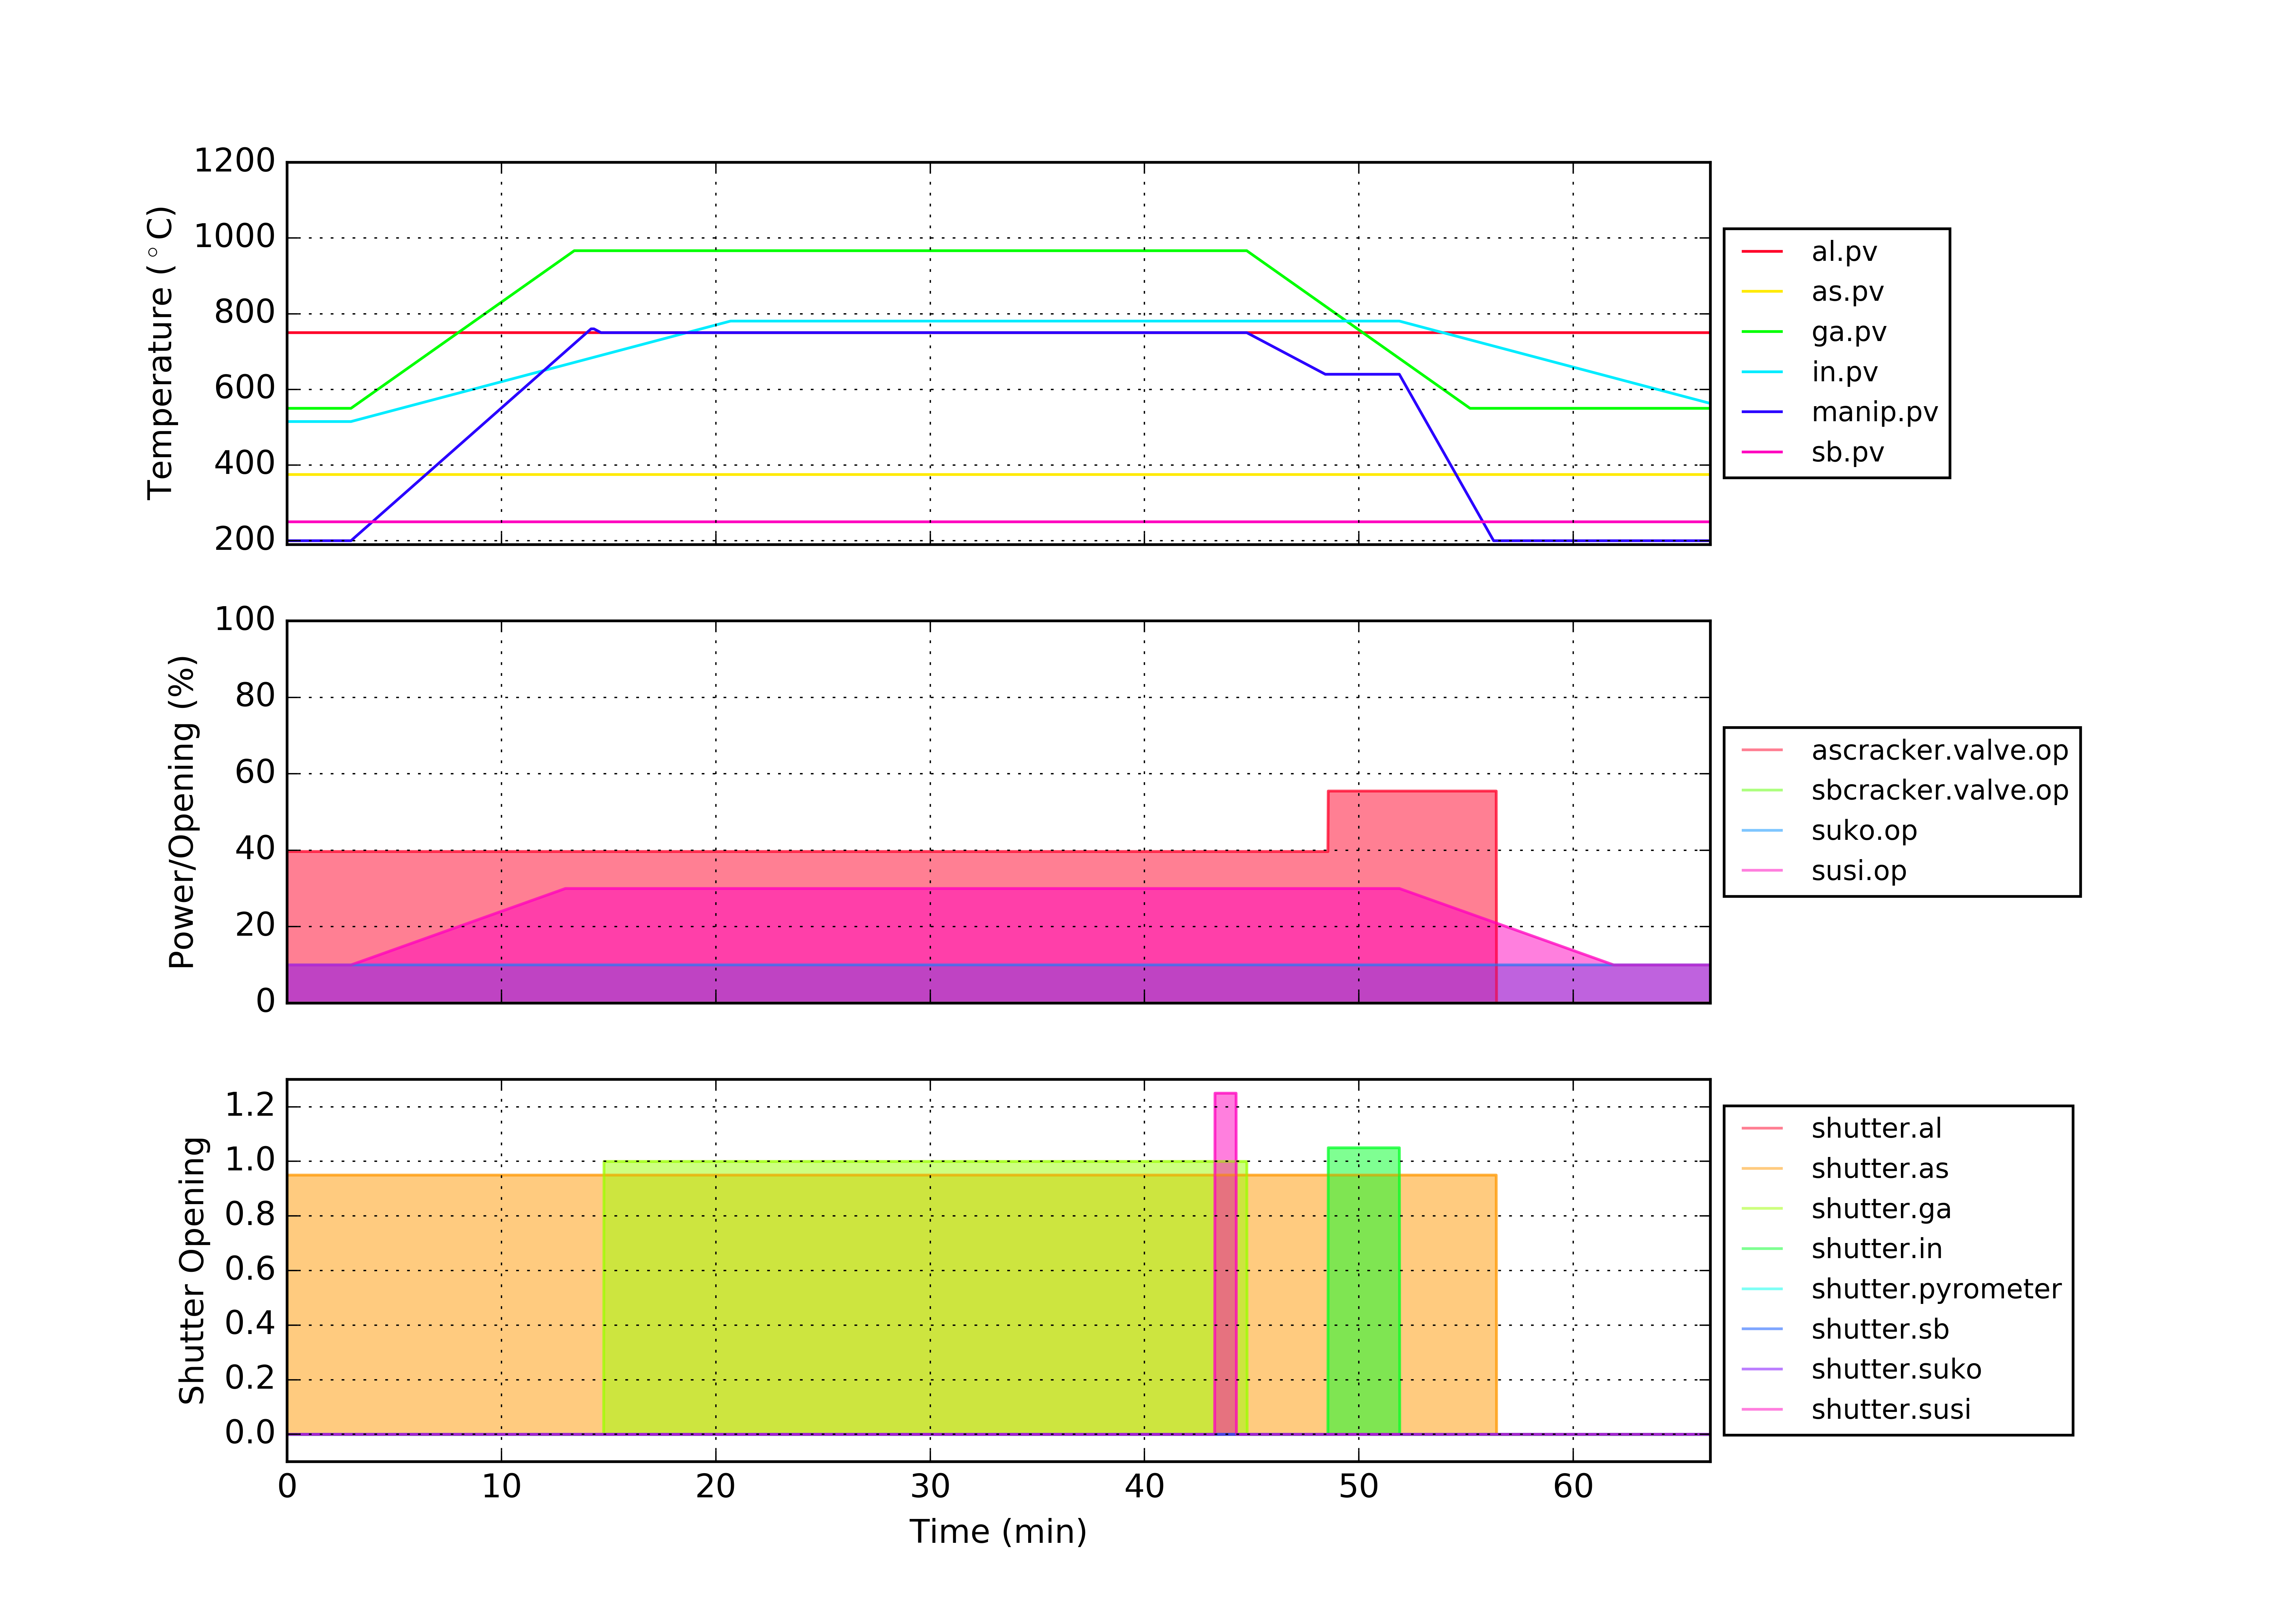 1200
1000
800
600
400
200
Temperature (°C)
al.pv
as.pv
ga.pv
in.pv
manip.pv
sb.pv
100
80
60
40
20
0
Power/Opening (%)
ascracker.valve.op
sbcracker.valve.op
suko.op
susi.op
1.2
1.0
0.8
0.6
0.4
0.2
0.0
Shutter Opening
shutter.al
shutter.as
shutter.ga
shutter.in
shutter.pyrometer
shutter.sb
shutter.suko
shutter.susi
0 10 20 30 40 50 60
Time (min)